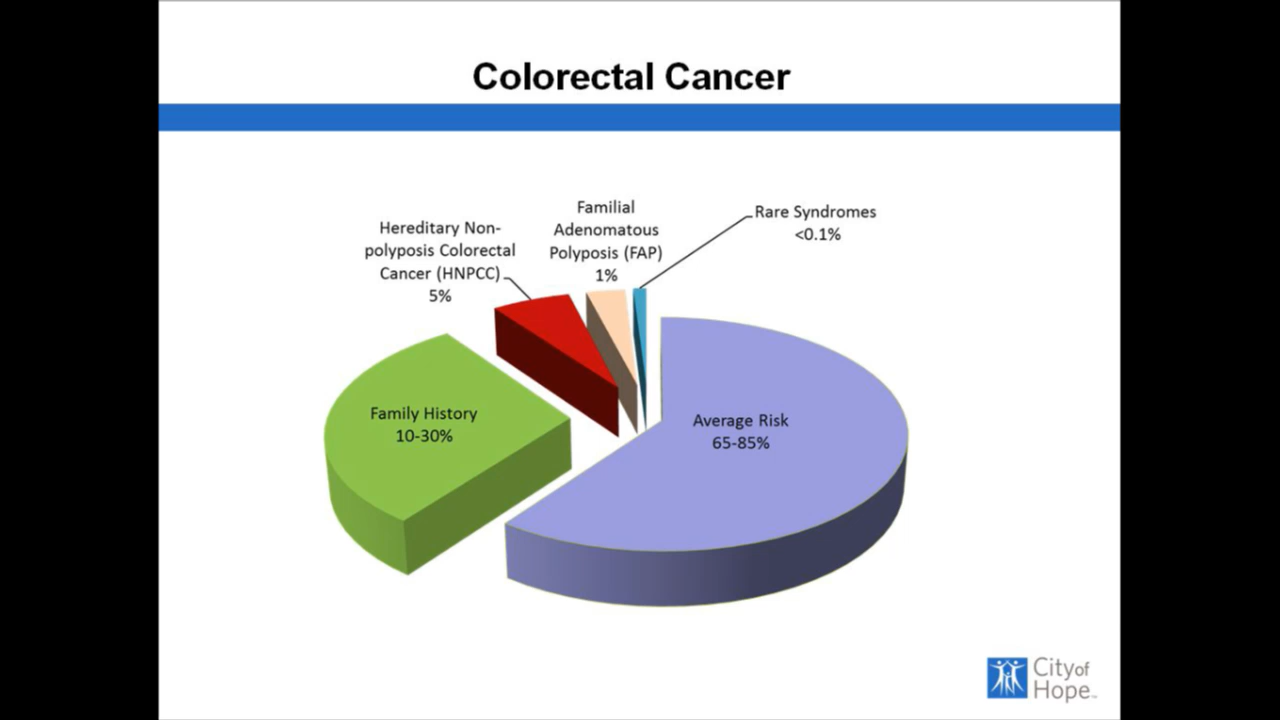 Colorectal Cancer
Familial
Adenomatous
Polyposis (FAP)
1%
Rare Syndromes
<0.1%
Hereditary Non-
polyposis Colorectal
Cancer (HNPCC)
5%
Family History
10-30%
Average Risk
65-85%
City of
Hope™